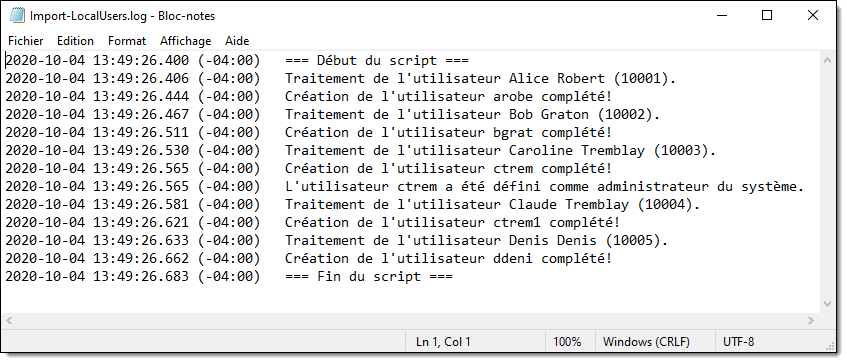 Import-LocalUsers.log - Bloc-notes
Fichier Edition Format Affichage Aide
2020-10-04 13:49:26.400 (-04:00) === Début du script ===
2020-10-04 13:49:26.406 (-04:00) Traitement de l'utilisateur Alice Robert (10001).
2020-10-04 13:49:26.444 (-04:00) Création de l'utilisateur arobe complété!
2020-10-04 13:49:26.467 (-04:00) Traitement de l'utilisateur Bob Graton (10002).
2020-10-04 13:49:26.511 (-04:00) Création de l'utilisateur bgrat complété!
2020-10-04 13:49:26.530 (-04:00) Traitement de l'utilisateur Caroline Tremblay (10003).
2020-10-04 13:49:26.565 (-04:00) Création de l'utilisateur ctrem complété!
2020-10-04 13:49:26.565 (-04:00) L'utilisateur ctrem a été défini comme administrateur du système.
2020-10-04 13:49:26.581 (-04:00) Traitement de l'utilisateur Claude Tremblay (10004).
2020-10-04 13:49:26.621 (-04:00) Création de l'utilisateur ctrem1 complété!
2020-10-04 13:49:26.633 (-04:00) Traitement de l'utilisateur Denis Denis (10005).
2020-10-04 13:49:26.662 (-04:00) Création de l'utilisateur ddeni complété!
2020-10-04 13:49:26.683 (-04:00) === Fin du script ===
Ln 1, Col 1 100% Windows (CRLF) UTF-8